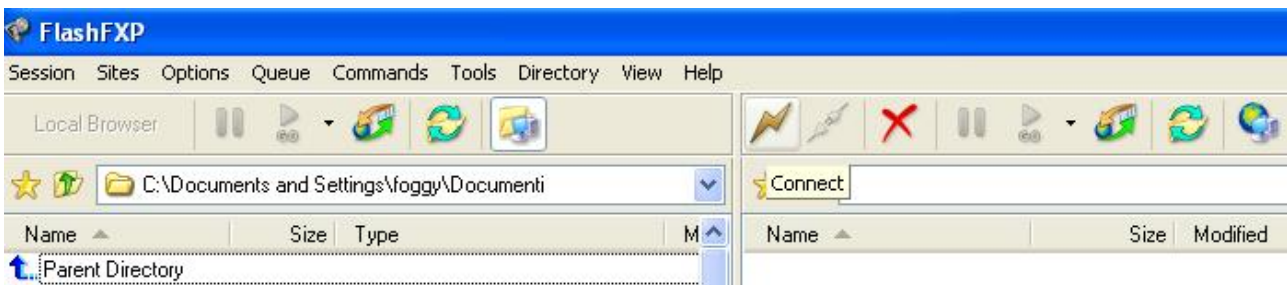 FlashFXP
Session Sites Options Queue Commands Tools Directory View Help
Local Browser
C:\Documents and Settings\foggy\Documenti
Connect
Name Size Type M
Name Size Modified
Parent Directory